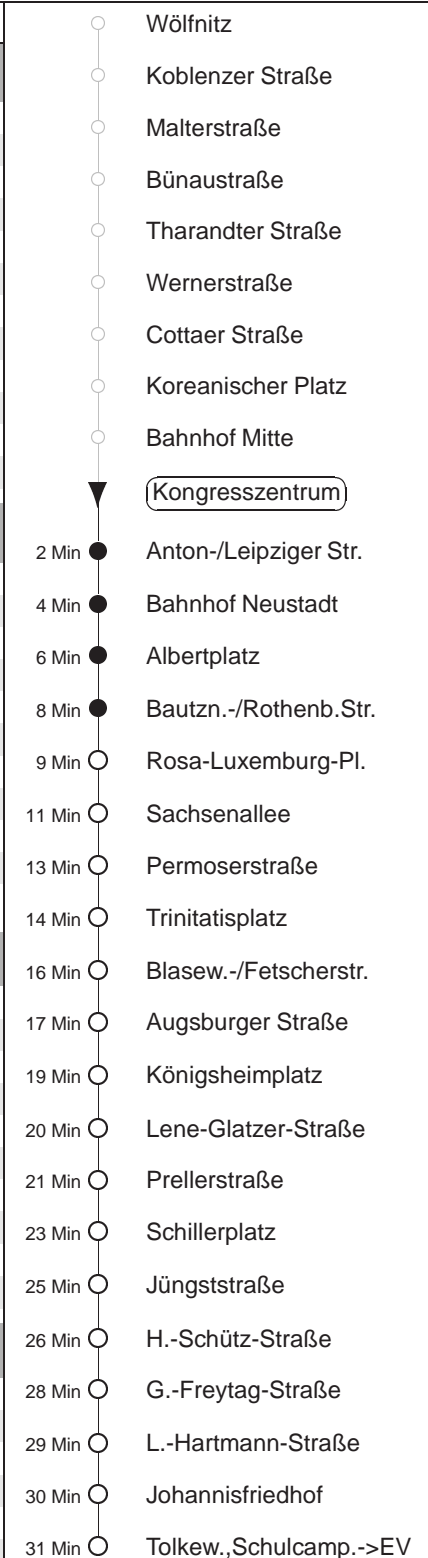 Wölfnitz
Koblenzer Straße
Malterstraße
Bünaustraße
Tharandter Straße
Wernerstraße
Cottaer Straße
Koreanischer Platz
Bahnhof Mitte
Kongresszentrum
2 Min Anton-/Leipziger Str.
4 Min Bahnhof Neustadt
6 Min Albertplatz
8 Min Bautzn.-/Rothenb.Str.
9 Min Rosa-Luxemburg-Pl.
11 Min Sachsenallee
13 Min Permoserstraße
14 Min Trinitatisplatz
16 Min Blasew.-/Fetscherstr.
17 Min Augsburger Straße
19 Min Königsheimplatz
20 Min Lene-Glatzer-Straße
21 Min Prellerstraße
23 Min Schillerplatz
25 Min Jüngststraße
26 Min H.-Schütz-Straße
28 Min G.-Freytag-Straße
29 Min L.-Hartmann-Straße
30 Min Johannisfriedhof
31 Min Tolkew.,Schulcamp.->EV